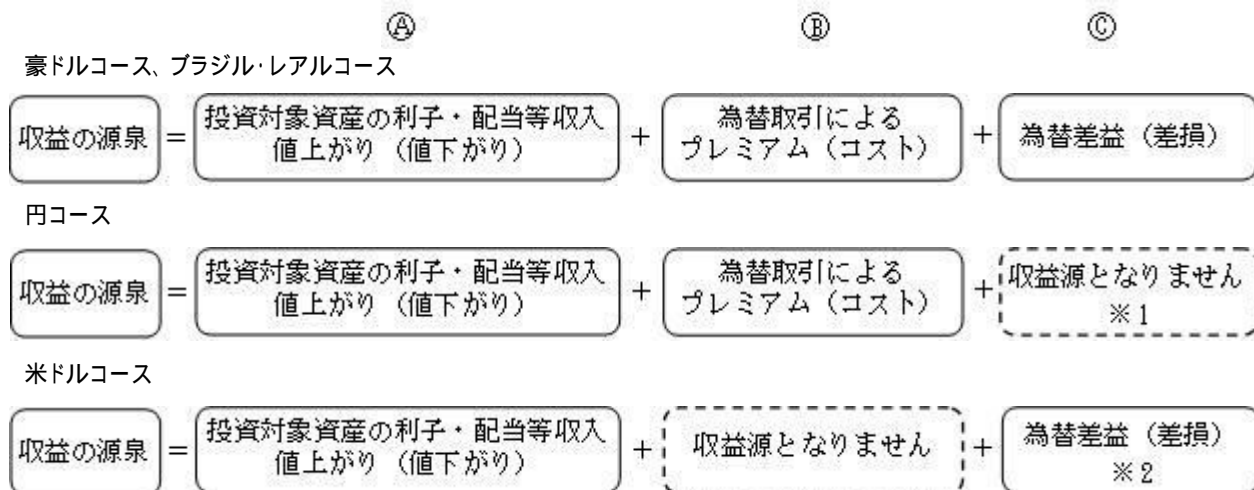 Ⓐ Ⓑ Ⓒ
豪ドルコース、ブラジル・レアルコース
収益の源泉 = 投資対象資産の利子・配当等収入 + 為替取引による + 為替差益(差損)
値上がり(値下がり) プレミアム(コスト)
円コース
収益の源泉 = 投資対象資産の利子・配当等収入 + 為替取引による + 収益源となりません
値上がり(値下がり) プレミアム(コスト) ※1
米ドルコース
収益の源泉 = 投資対象資産の利子・配当等収入 + 収益源となりません + 為替差益(差損)
値上がり(値下がり) ※2